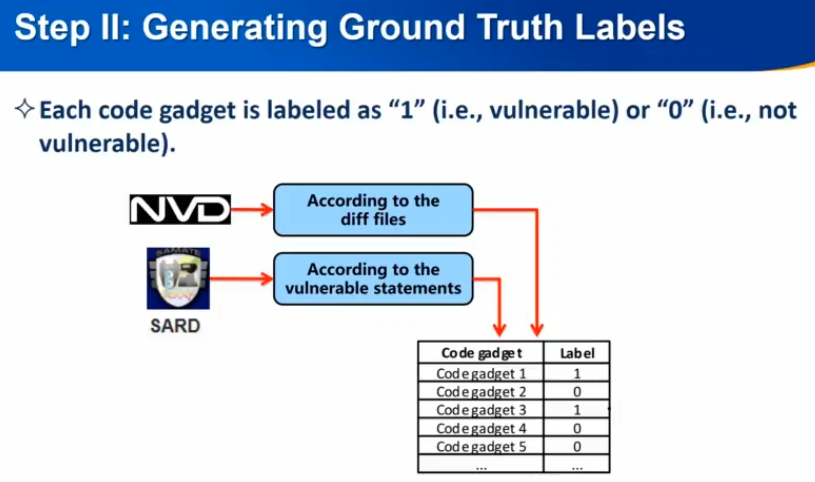 Step II: Generating Ground Truth Labels
Each code gadget is labeled as “1” (i.e., vulnerable) or “0” (i.e., not
vulnerable).
NVD
According to the
diff files
SAMATE
According to the
vulnerable statements
SARD
Code gadget Label
Code gadget 1 1
Code gadget 2 0
Code gadget 3 1
Code gadget 4 0
Code gadget 5 0
... ...